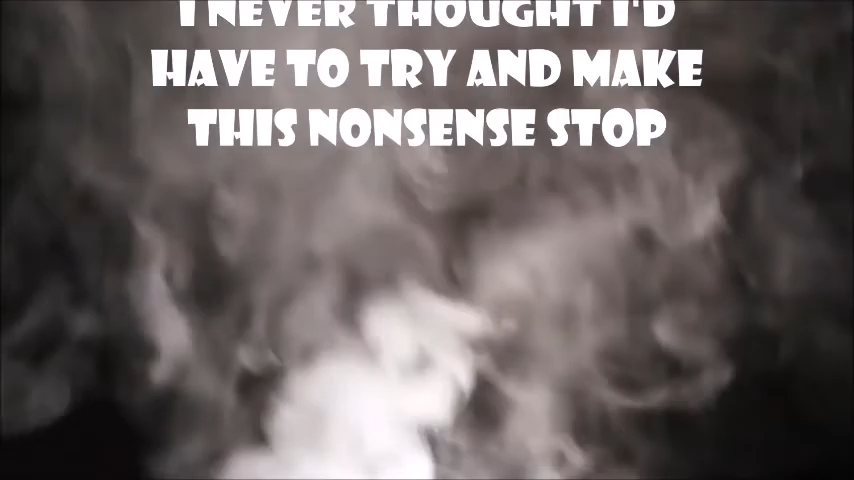 I NEVER THOUGHT I'D
HAVE TO TRY AND MAKE
THIS NONSENSE STOP